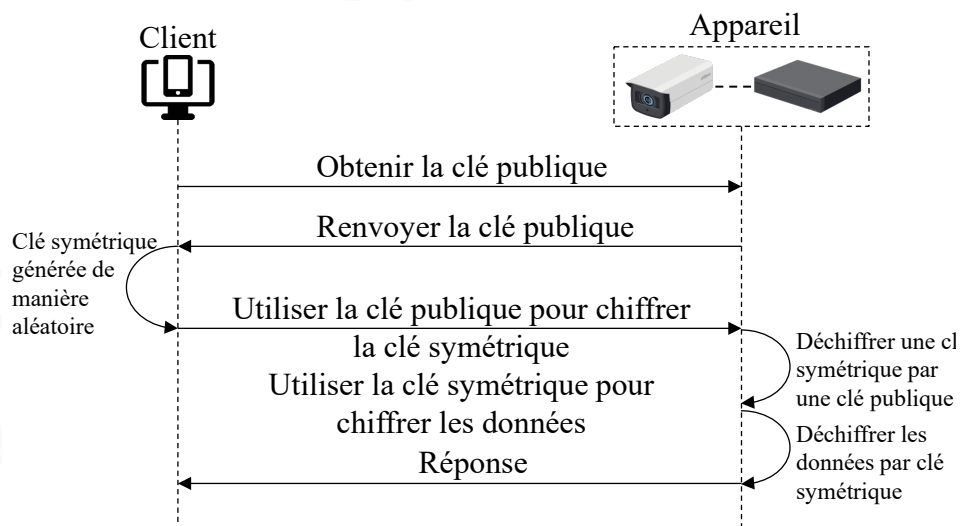 Client
Appareil
Obtenir la clé publique
Renvoyer la clé publique
Clé symétrique
générée de
manière
aléatoire
Utiliser la clé publique pour chiffrer
la clé symétrique
Utiliser la clé symétrique pour
chiffrer les données
Déchiffrer une cl
symétrique par
une clé publique
Déchiffrer les
données par clé
symétrique
Réponse